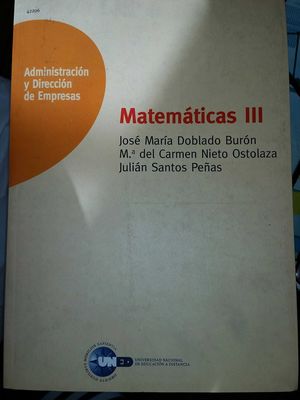 41206
Administración
y Dirección
de Empresas
Matemáticas III
José María Doblado Burón
M.ª del Carmen Nieto Ostolaza
Julián Santos Peñas
UNED
UNIVERSIDAD NACIONAL
DE EDUCACIÓN A DISTANCIA